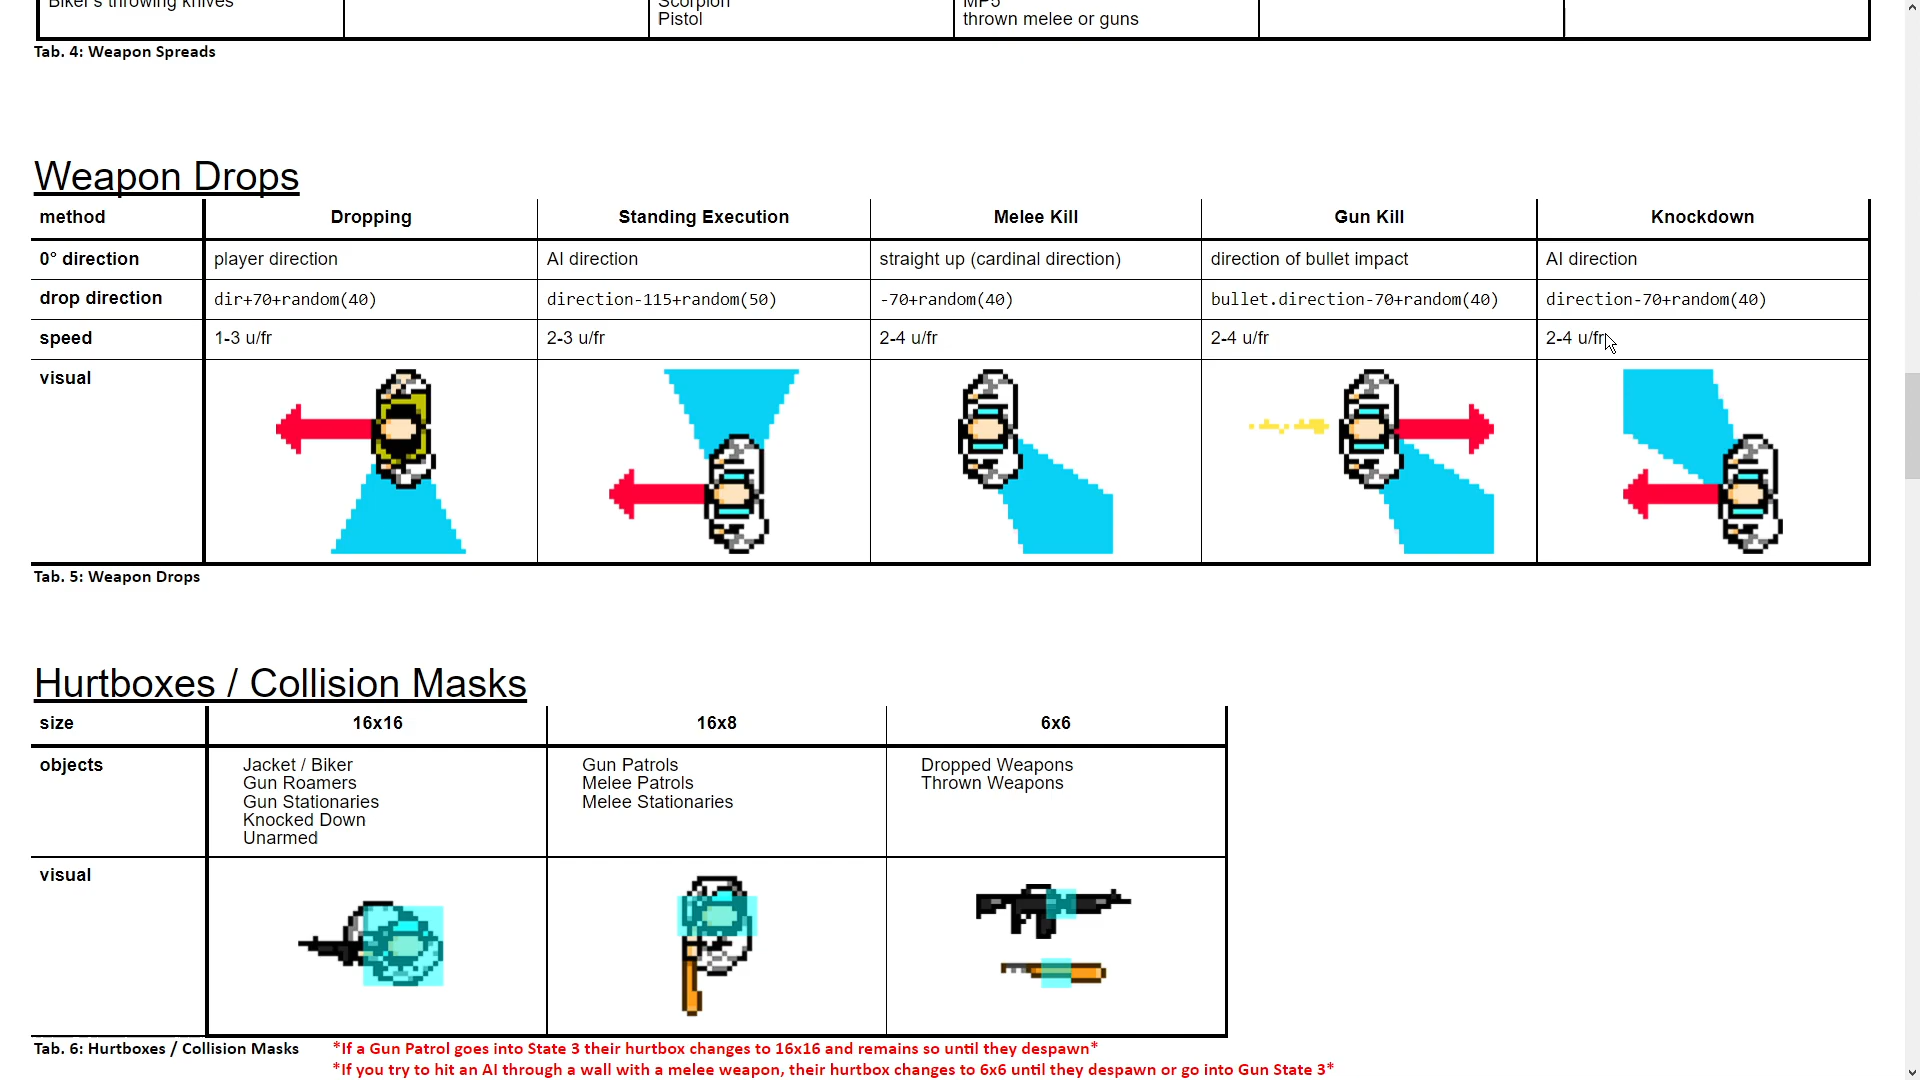 Biker's throwing knives
Scorpion
Pistol
MP5
thrown melee or guns
Tab. 4: Weapon Spreads
Weapon Drops
method Dropping Standing Execution Melee Kill Gun Kill Knockdown
0° direction player direction AI direction straight up (cardinal direction) direction of bullet impact AI direction
drop direction dir+70+random(40) direction-115+random(50) -70+random(40) bullet.direction-70+random(40) direction-70+random(40)
speed 1-3 u/fr 2-3 u/fr 2-4 u/fr 2-4 u/fr 2-4 u/fr
visual
Tab. 5: Weapon Drops
Hurtboxes / Collision Masks
size 16x16 16x8 6x6
objects Jacket / Biker Gun Patrols Dropped Weapons
Gun Roamers Melee Patrols Thrown Weapons
Gun Stationaries Melee Stationaries
Knocked Down
Unarmed
visual
Tab. 6: Hurtboxes / Collision Masks *If a Gun Patrol goes into State 3 their hurtbox changes to 16x16 and remains so until they despawn*
*If you try to hit an AI through a wall with a melee weapon, their hurtbox changes to 6x6 until they despawn or go into Gun State 3*